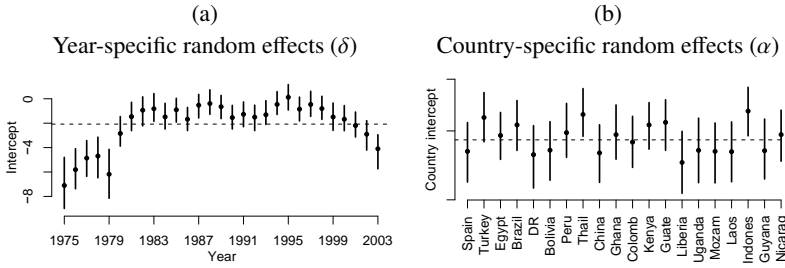 (a)
Year-specific random effects (δ)
Intercept
0
−4
−8
1975 1979 1983 1987 1991 1995 1999 2003
Year
(b)
Country-specific random effects (α)
Country intercept
Spain
Turkey
Egypt
Brazil
DR
Bolivia
Peru
Thail
China
Ghana
Colomb
Kenya
Guate
Liberia
Uganda
Mozam
Laos
Indones
Guyana
Nicarag